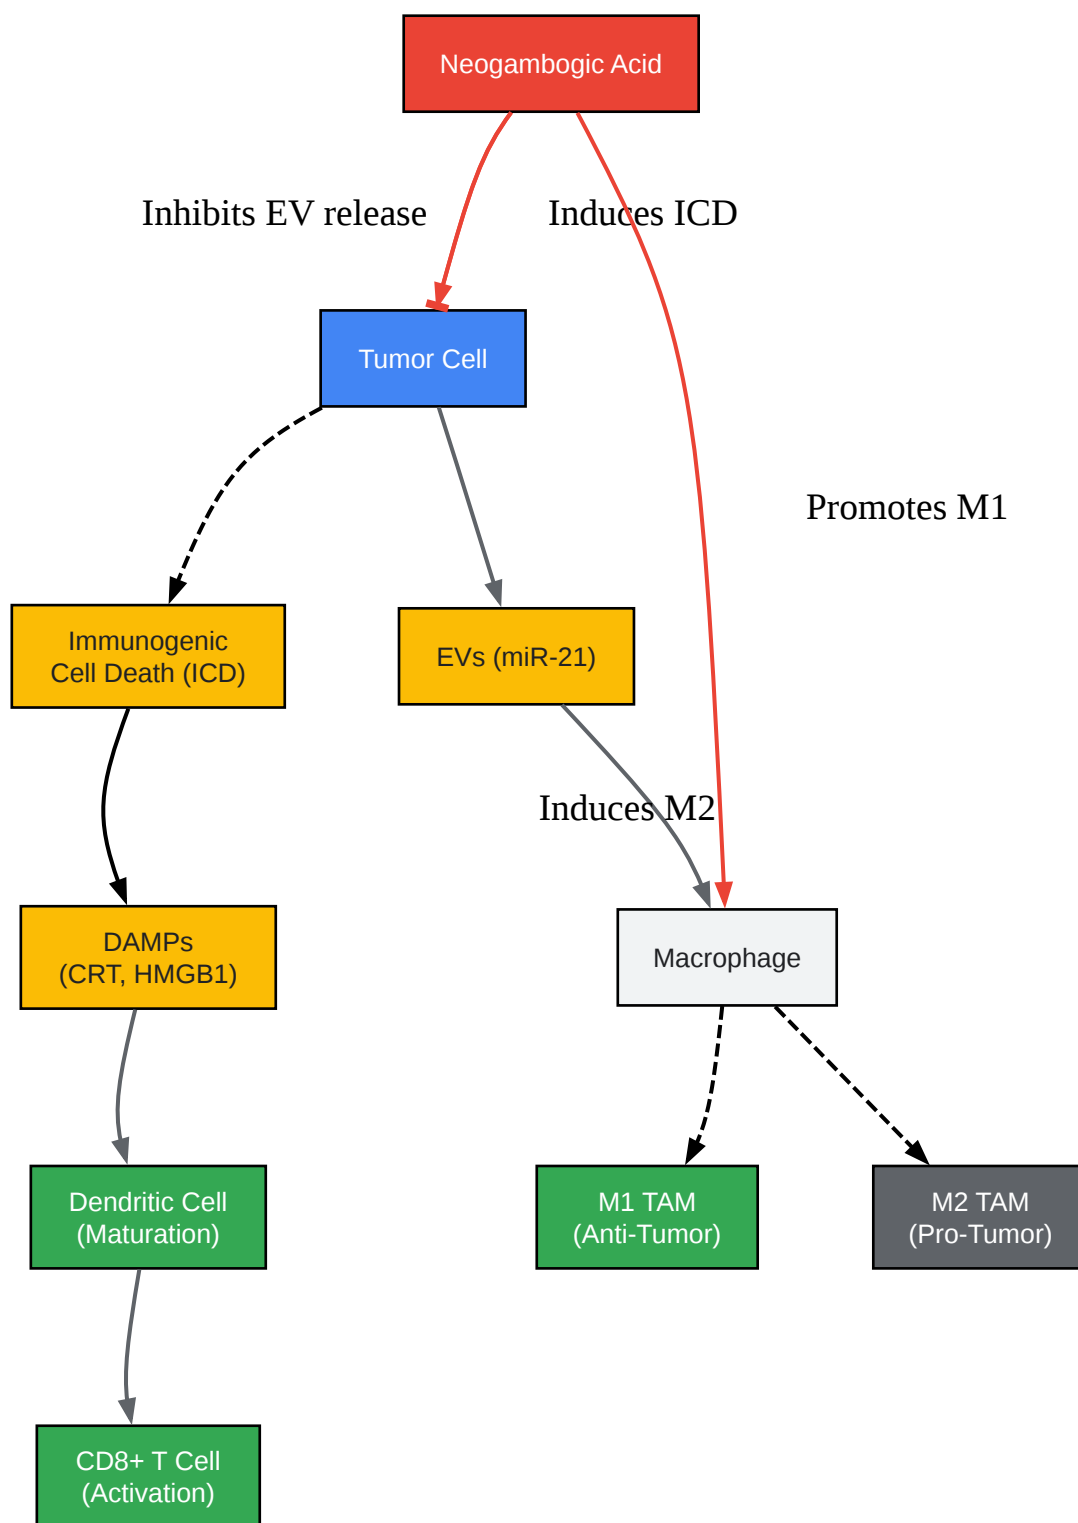 Neogambogic Acid
Inhibits EV release
Induces ICD
Tumor Cell
Promotes M1
Immunogenic
Cell Death (ICD)
EVs (miR-21)
Induces M2
DAMPs
(CRT, HMGB1)
Macrophage
Dendritic Cell
(Maturation)
M1 TAM
(Anti-Tumor)
M2 TAM
(Pro-Tumor)
CD8+ T Cell
(Activation)